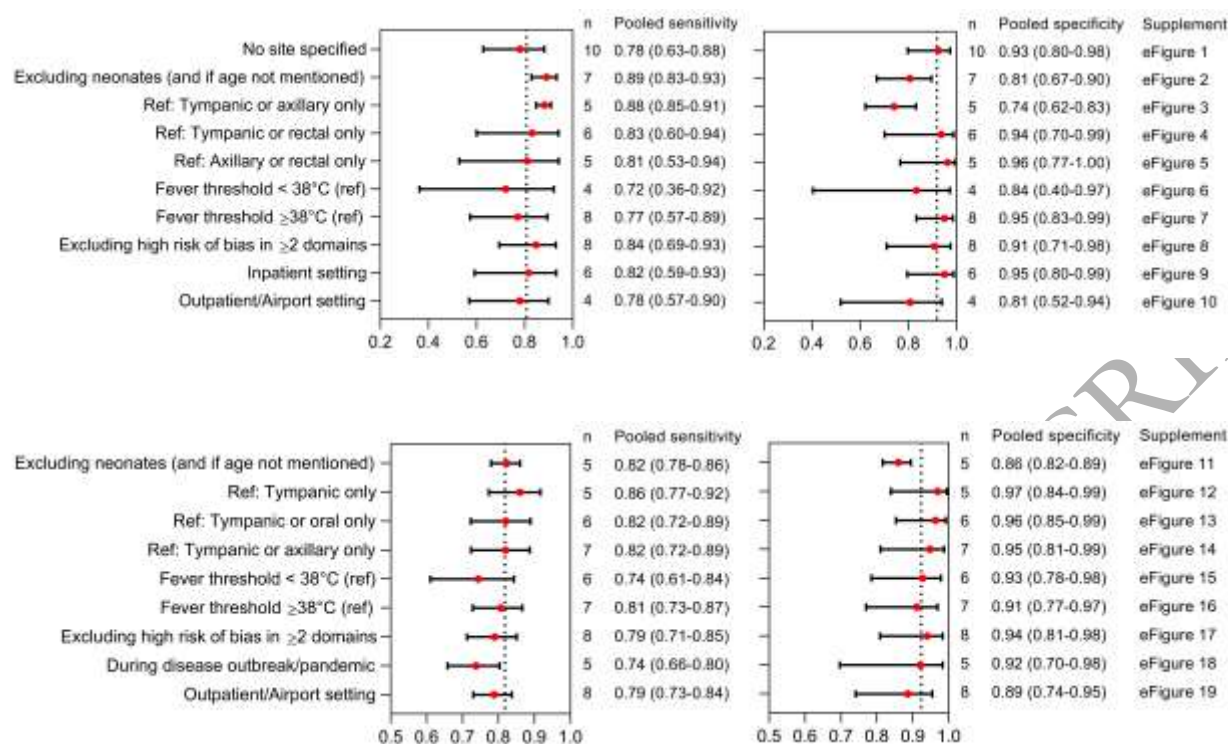 n Pooled sensitivity n Pooled specificity Supplement
No site specified 10 0.78 (0.63-0.88) 10 0.93 (0.80-0.98) eFigure 1
Excluding neonates (and if age not mentioned) 7 0.89 (0.83-0.93) 7 0.81 (0.67-0.90) eFigure 2
Ref: Tympanic or axillary only 5 0.88 (0.85-0.91) 5 0.74 (0.62-0.83) eFigure 3
Ref: Tympanic or rectal only 6 0.83 (0.60-0.94) 6 0.94 (0.70-0.99) eFigure 4
Ref: Axillary or rectal only 5 0.81 (0.53-0.94) 5 0.96 (0.77-1.00) eFigure 5
Fever threshold < 38°C (ref) 4 0.72 (0.36-0.92) 4 0.84 (0.40-0.97) eFigure 6
Fever threshold ≥38°C (ref) 8 0.77 (0.57-0.89) 8 0.95 (0.83-0.99) eFigure 7
Excluding high risk of bias in ≥2 domains 8 0.84 (0.69-0.93) 8 0.91 (0.71-0.98) eFigure 8
Inpatient setting 6 0.82 (0.59-0.93) 6 0.95 (0.80-0.99) eFigure 9
Outpatient/Airport setting 4 0.78 (0.57-0.90) 4 0.81 (0.52-0.94) eFigure 10
0.2 0.4 0.6 0.8 1.0 0.2 0.4 0.6 0.8 1.0
n Pooled sensitivity n Pooled specificity Supplement
Excluding neonates (and if age not mentioned) 5 0.82 (0.78-0.86) 5 0.86 (0.82-0.89) eFigure 11
Ref: Tympanic only 5 0.86 (0.77-0.92) 5 0.97 (0.84-0.99) eFigure 12
Ref: Tympanic or oral only 6 0.82 (0.72-0.89) 6 0.96 (0.85-0.99) eFigure 13
Ref: Tympanic or axillary only 7 0.82 (0.72-0.89) 7 0.95 (0.81-0.99) eFigure 14
Fever threshold < 38°C (ref) 6 0.74 (0.61-0.84) 6 0.93 (0.78-0.98) eFigure 15
Fever threshold ≥38°C (ref) 7 0.81 (0.73-0.87) 7 0.91 (0.77-0.97) eFigure 16
Excluding high risk of bias in ≥2 domains 8 0.79 (0.71-0.85) 8 0.94 (0.81-0.98) eFigure 17
During disease outbreak/pandemic 5 0.74 (0.66-0.80) 5 0.92 (0.70-0.98) eFigure 18
Outpatient/Airport setting 8 0.79 (0.73-0.84) 8 0.89 (0.74-0.95) eFigure 19
0.5 0.6 0.7 0.8 0.9 1.0 0.5 0.6 0.7 0.8 0.9 1.0